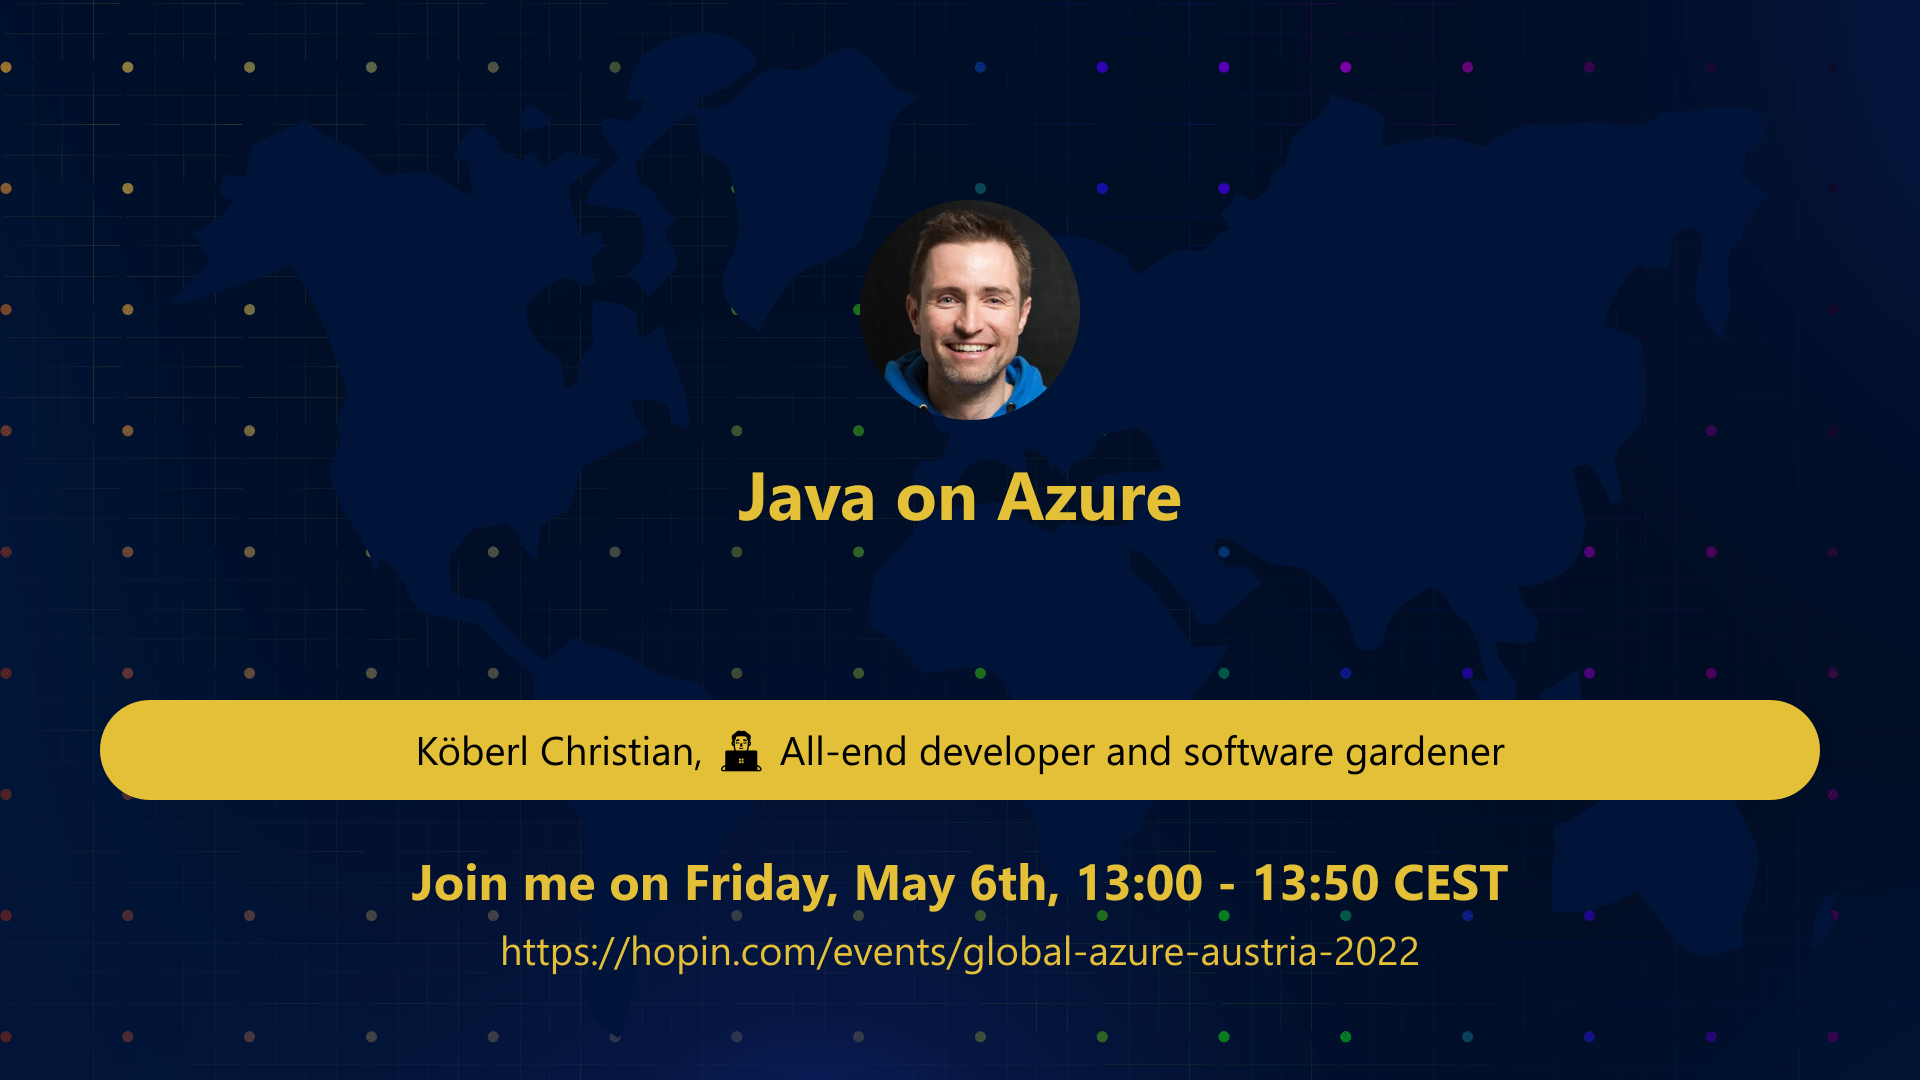 Java on Azure
Köberl Christian, 👨‍💻 All-end developer and software gardener
Join me on Friday, May 6th, 13:00 - 13:50 CEST
https://hopin.com/events/global-azure-austria-2022